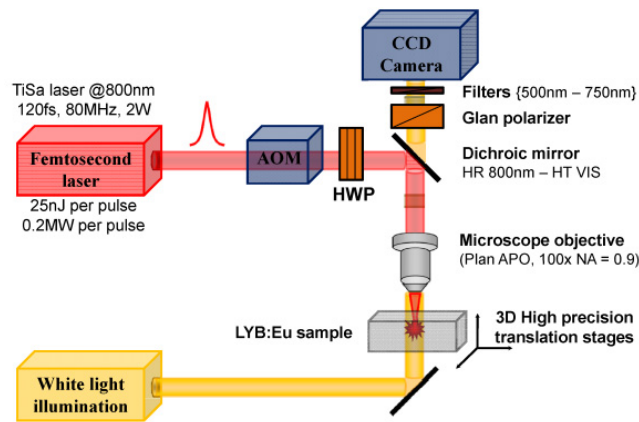 CCD
Camera
TiSa laser @800nm
120fs, 80MHz, 2W
Filters {500nm – 750nm}
Glan polarizer
Femtosecond
laser
AOM
HWP
Dichroic mirror
HR 800nm – HT VIS
25nJ per pulse
0.2MW per pulse
Microscope objective
(Plan APO, 100x NA = 0.9)
LYB:Eu sample
3D High precision
translation stages
White light
illumination